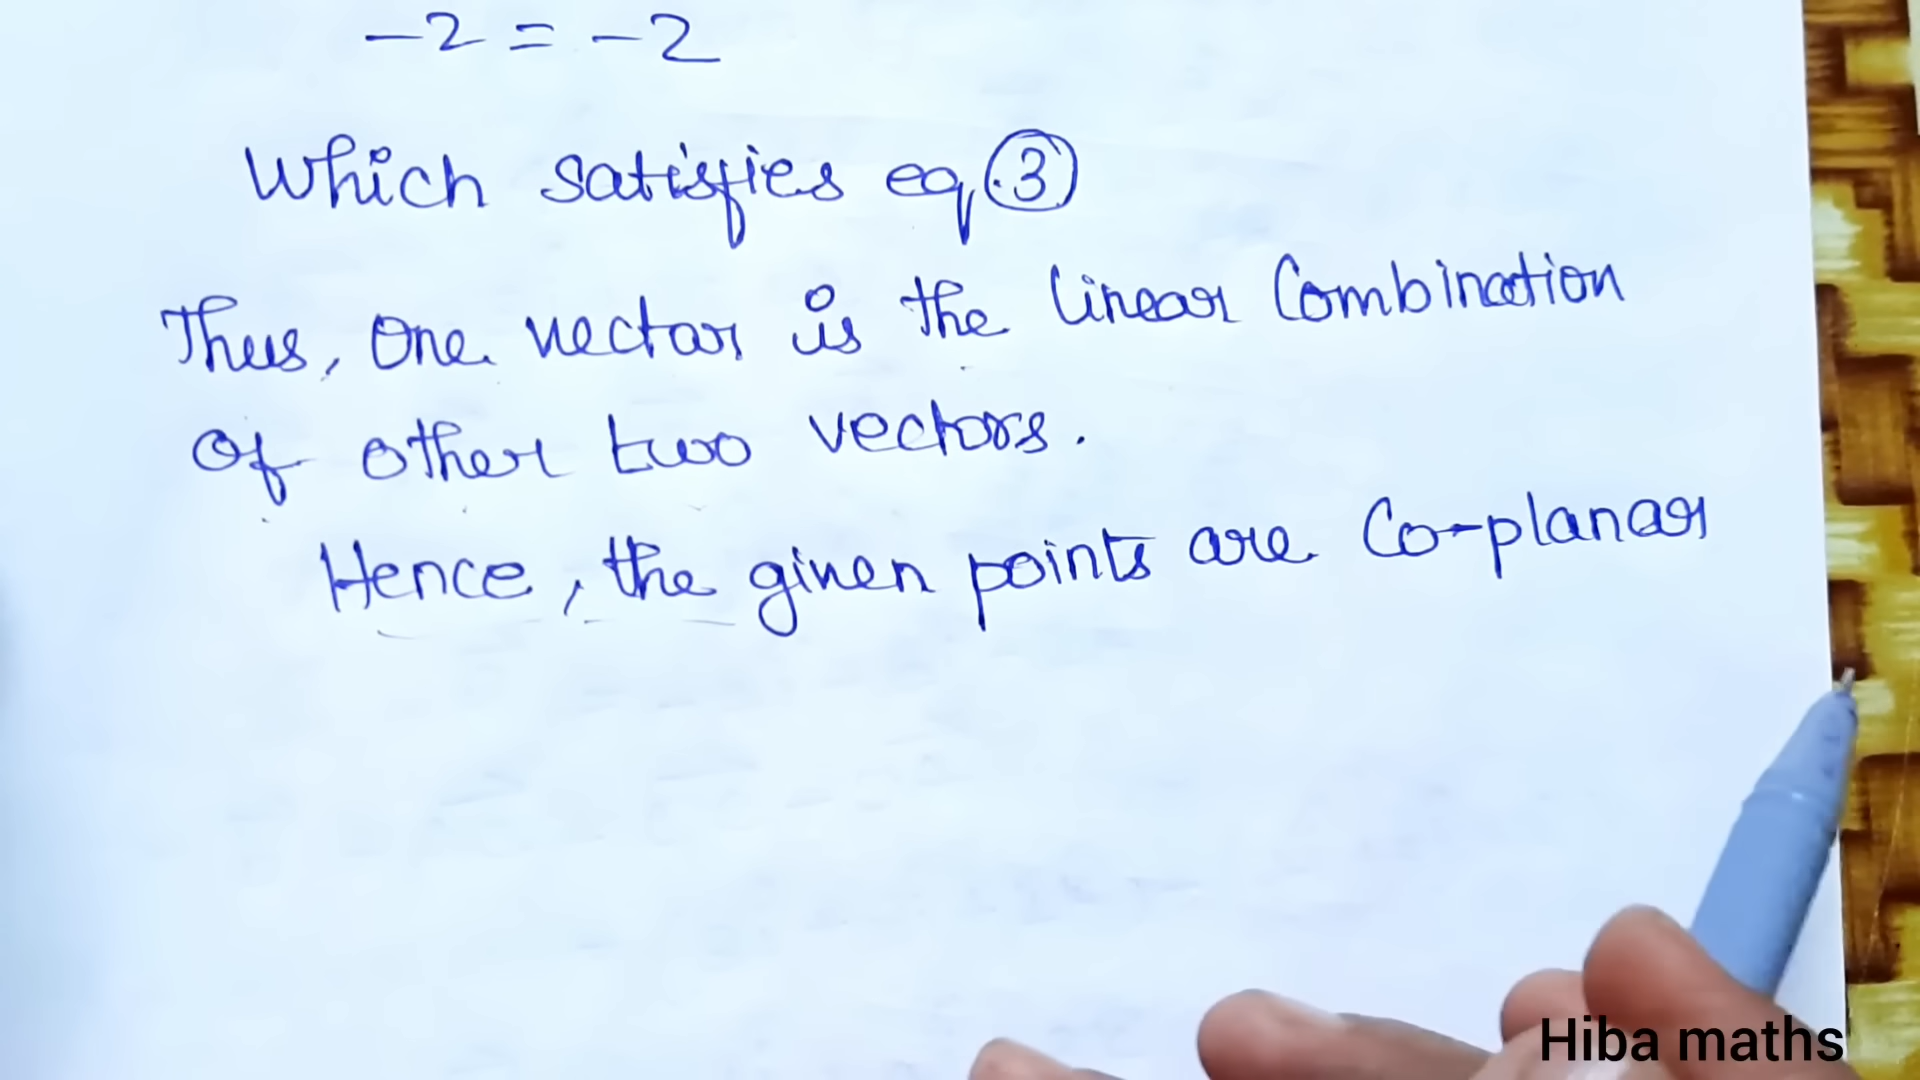 -2 = -2
Which satisfies eq ③
Thus, One vector is the linear Combination
Of other two vectors.
Hence, the given points are Co-planar
Hiba maths